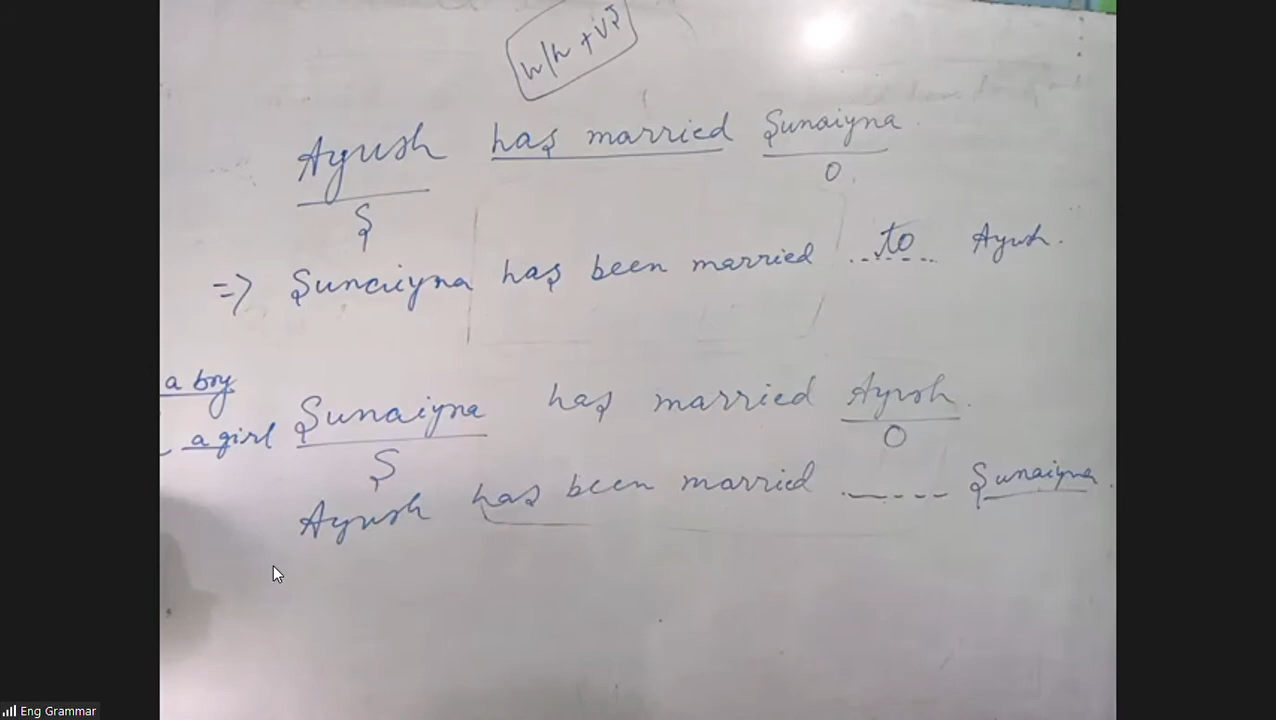 h/h + V3
Ayush has married Sunaiyna.
S O
=> Sunaiyna has been married ...to... Ayush.
a boy
a girl
Sunaiyna has married Ayush.
S O
Ayush has been married ...... Sunaiyna.
Eng Grammar